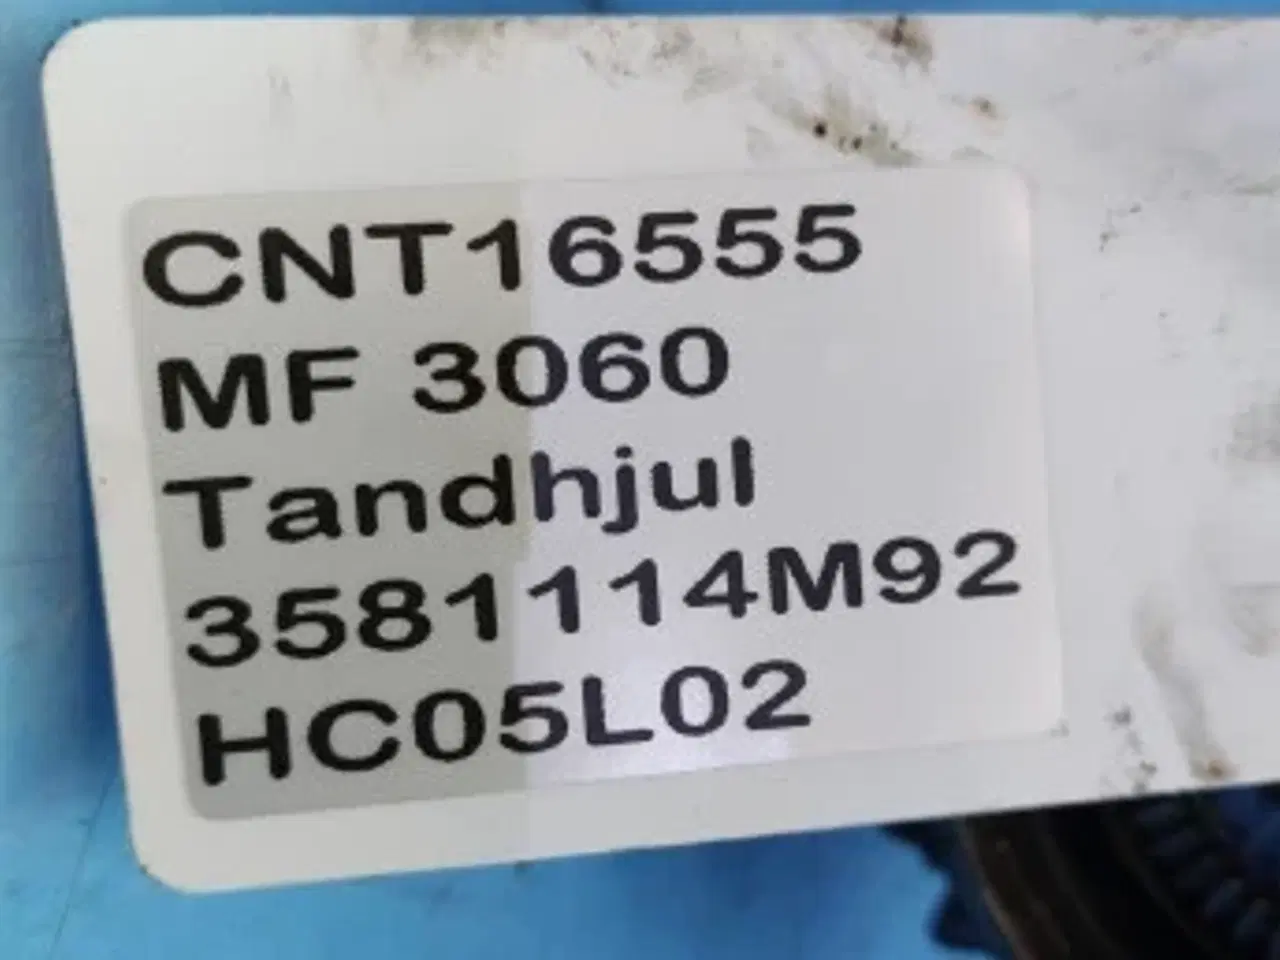 CNT16555
MF 3060
Tandhjul
3581114M92
HC05L02